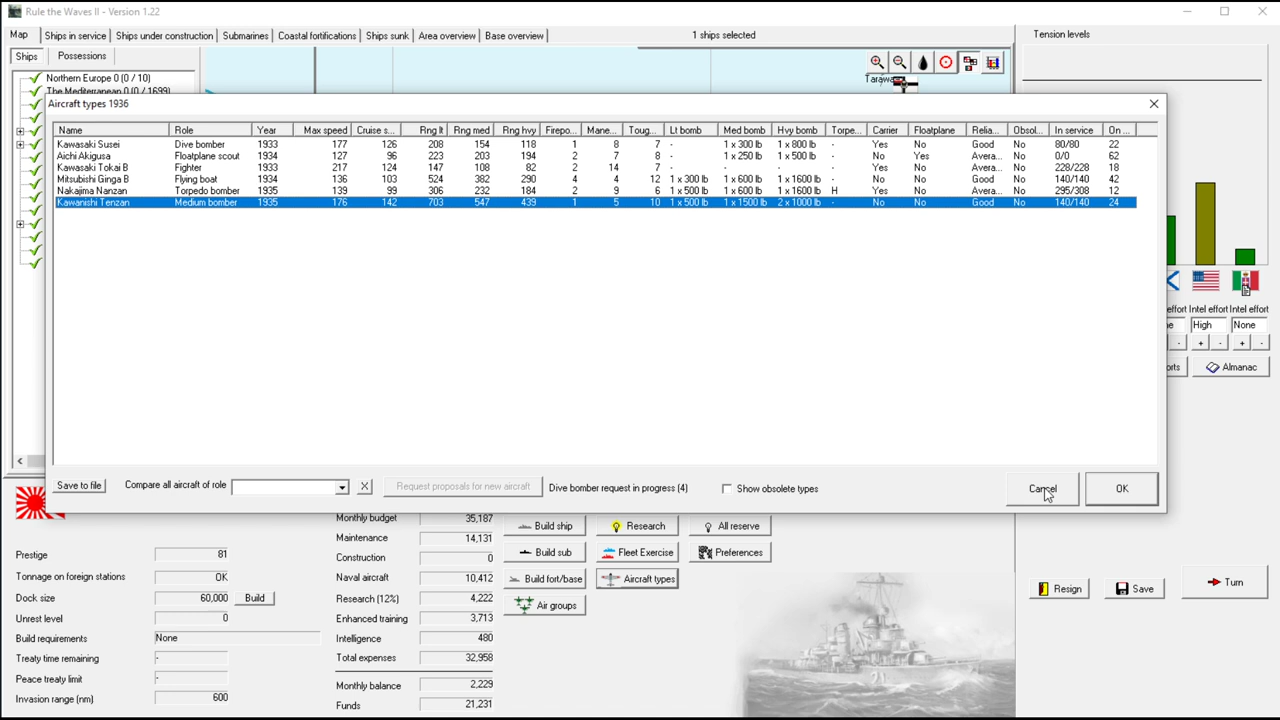 Rule the Waves II - Version 1.22
Map Ships in service Ships under construction Submarines Coastal fortifications Ships sunk Area overview Base overview 1 ships selected Tension levels
Ships Possessions
Northern Europe 0 (0 / 10)
The Mediterranean 0 (0 / 1699)
Tarawa
Aircraft types 1936
Name Role Year Max speed Cruise s... Rng lt Rng med Rng hvy Firepo... Mane... Toug... Lt bomb Med bomb Hvy bomb Torpe... Carrier Floatplane Relia... Obsol... In service On ...
Kawasaki Susei Dive bomber 1933 177 126 208 154 118 1 8 7 - 1 x 300 lb 1 x 800 lb - Yes No Good No 80/80 22
Aichi Akigusa Floatplane scout 1934 127 96 223 203 194 2 7 8 - 1 x 250 lb 1 x 500 lb - No Yes Avera... No 0/0 62
Kawasaki Tokai B Fighter 1934 217 124 147 108 82 2 14 7 - - - - Yes No Avera... No 228/228 18
Mitsubishi Ginga B Flying boat 1934 136 103 524 382 290 4 4 12 1 x 300 lb 1 x 600 lb 1 x 1600 lb - No No Good No 140/140 42
Nakajima Nanzan Torpedo bomber 1935 139 99 306 232 184 2 9 6 1 x 500 lb 1 x 600 lb 1 x 1600 lb H Yes No Avera... No 295/308 12
Kawanishi Tenzan Medium bomber 1935 176 142 703 547 439 1 5 10 1 x 500 lb 1 x 1500 lb 2 x 1000 lb - No No Good No 140/140 24
effort Intel effort Intel effort
High None
+ - + -
Almanac
Save to file Compare all aircraft of role X Request proposals for new aircraft Dive bomber request in progress (4) Show obsolete types Cancel OK
Prestige 81
Tonnage on foreign stations OK
Dock size 60,000 Build
Unrest level 0
Build requirements None
Treaty time remaining -
Peace treaty limit -
Invasion range (nm) 600
Monthly budget 35,187
Maintenance 14,131
Construction 0
Naval aircraft 10,412
Research (12%) 4,222
Enhanced training 3,713
Intelligence 480
Total expenses 32,958
Monthly balance 2,229
Funds 21,231
Build ship Research All reserve
Build sub Fleet Exercise Preferences
Build fort/base Aircraft types
Air groups
Resign Save Turn